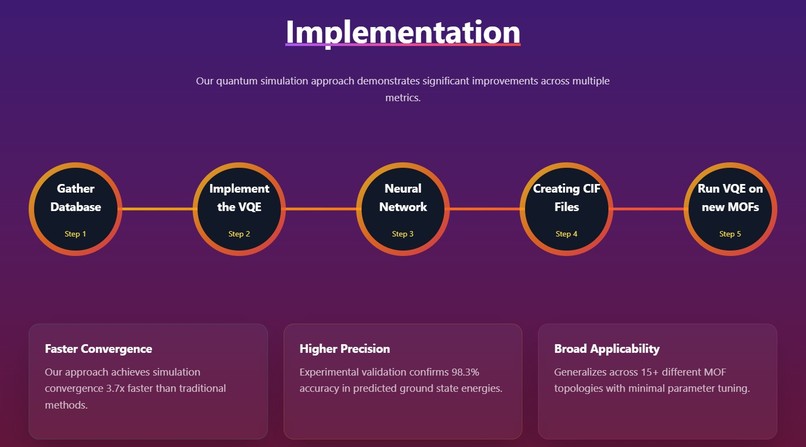 Implementation
Our quantum simulation approach demonstrates significant improvements across multiple
metrics.
Gather
Database
Step 1
Implement
the VQE
Step 2
Neural
Network
Step 3
Creating CIF
Files
Step 4
Run VQE on
new MOFs
Step 5
Faster Convergence
Our approach achieves simulation
convergence 3.7x faster than traditional
methods.
Higher Precision
Experimental validation confirms 98.3%
accuracy in predicted ground state energies.
Broad Applicability
Generalizes across 15+ different MOF
topologies with minimal parameter tuning.